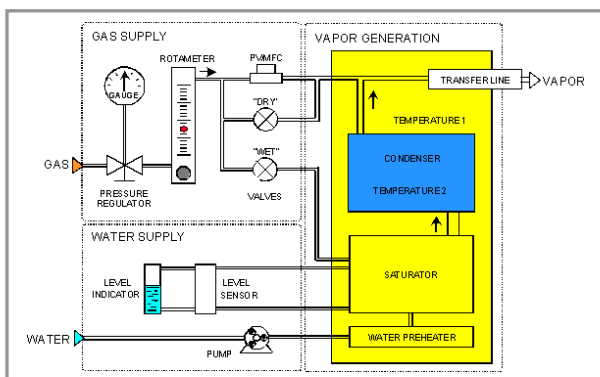 GAS SUPPLY
VAPOR GENERATION
ROTAMETER
PV/MFC
GAUGE
TRANSFER LINE
VAPOR
"DRY"
TEMPERATURE 1
"WET"
CONDENSER
GAS
TEMPERATURE 2
PRESSURE
REGULATOR
VALVES
WATER SUPPLY
LEVEL
INDICATOR
LEVEL
SENSOR
SATURATOR
WATER
PUMP
WATER PREHEATER